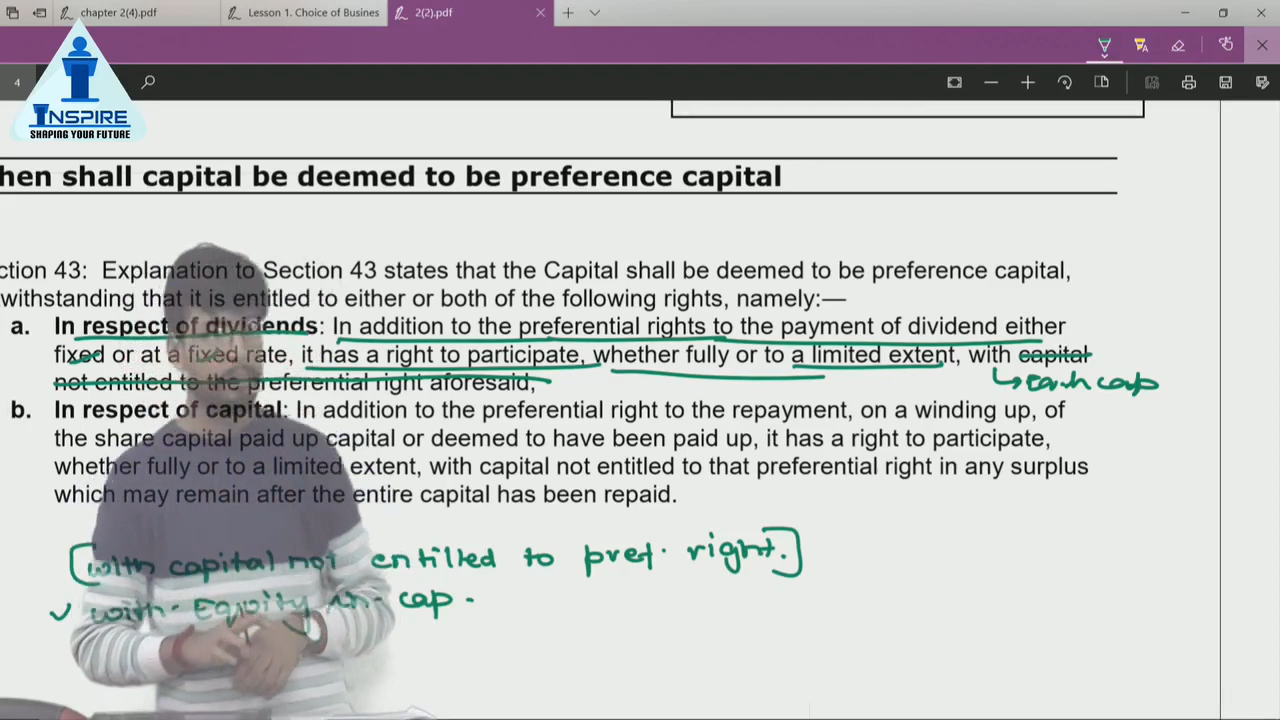 chapter 2(4).pdf
Lesson 1. Choice of Busines
2(2).pdf
4
INSPIRE
SHAPING YOUR FUTURE
hen shall capital be deemed to be preference capital
ction 43: Explanation to Section 43 states that the Capital shall be deemed to be preference capital,
withstanding that it is entitled to either or both of the following rights, namely:—
a. In respect of dividends: In addition to the preferential rights to the payment of dividend either
fixed or at a fixed rate, it has a right to participate, whether fully or to a limited extent, with capital
not entitled to the preferential right aforesaid;
b. In respect of capital: In addition to the preferential right to the repayment, on a winding up, of
the share capital paid up capital or deemed to have been paid up, it has a right to participate,
whether fully or to a limited extent, with capital not entitled to that preferential right in any surplus
which may remain after the entire capital has been repaid.
[with capital not entitled to pref. right.]
with Equity sh. cap.